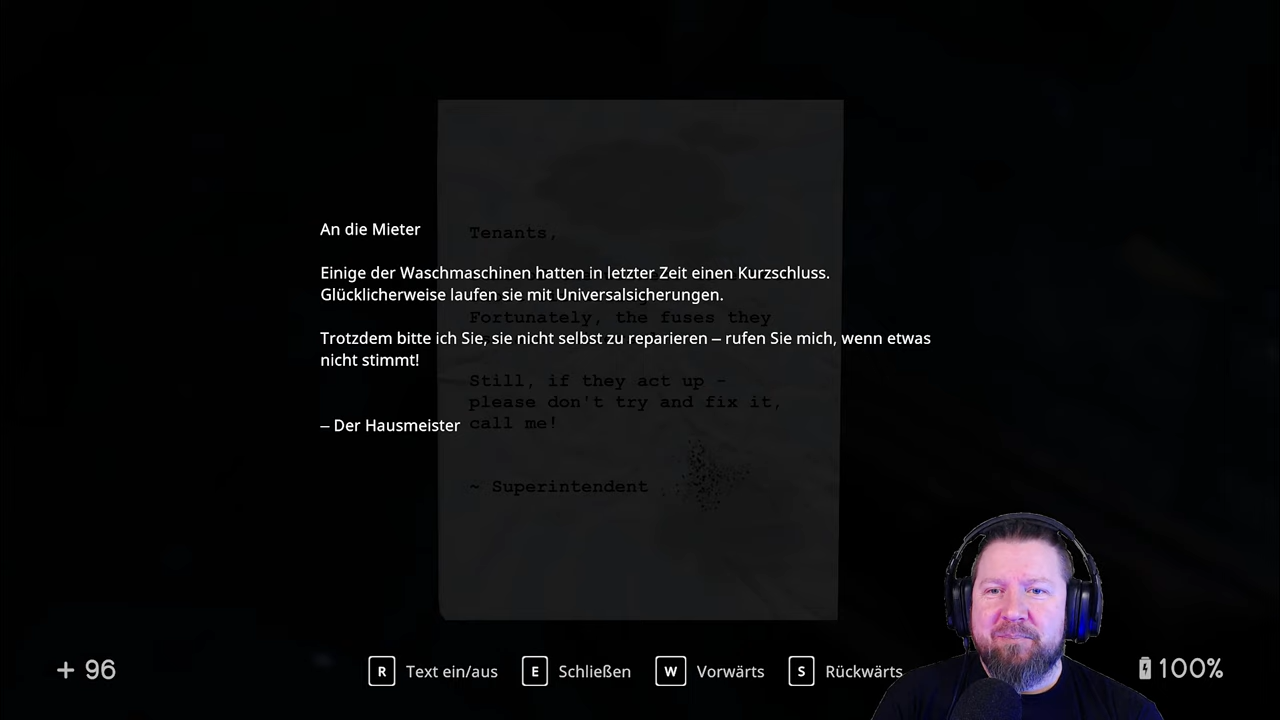 An die Mieter
Tenants,
Einige der Waschmaschinen hatten in letzter Zeit einen Kurzschluss.
Glücklicherweise laufen sie mit Universalsicherungen.
Fortunately, the fuses they
Trotzdem bitte ich Sie, sie nicht selbst zu reparieren – rufen Sie mich, wenn etwas
nicht stimmt!
Still, if they act up -
please don't try and fix it,
call me!
– Der Hausmeister
~ Superintendent
+ 96
R Text ein/aus E Schließen W Vorwärts S Rückwärts
100%